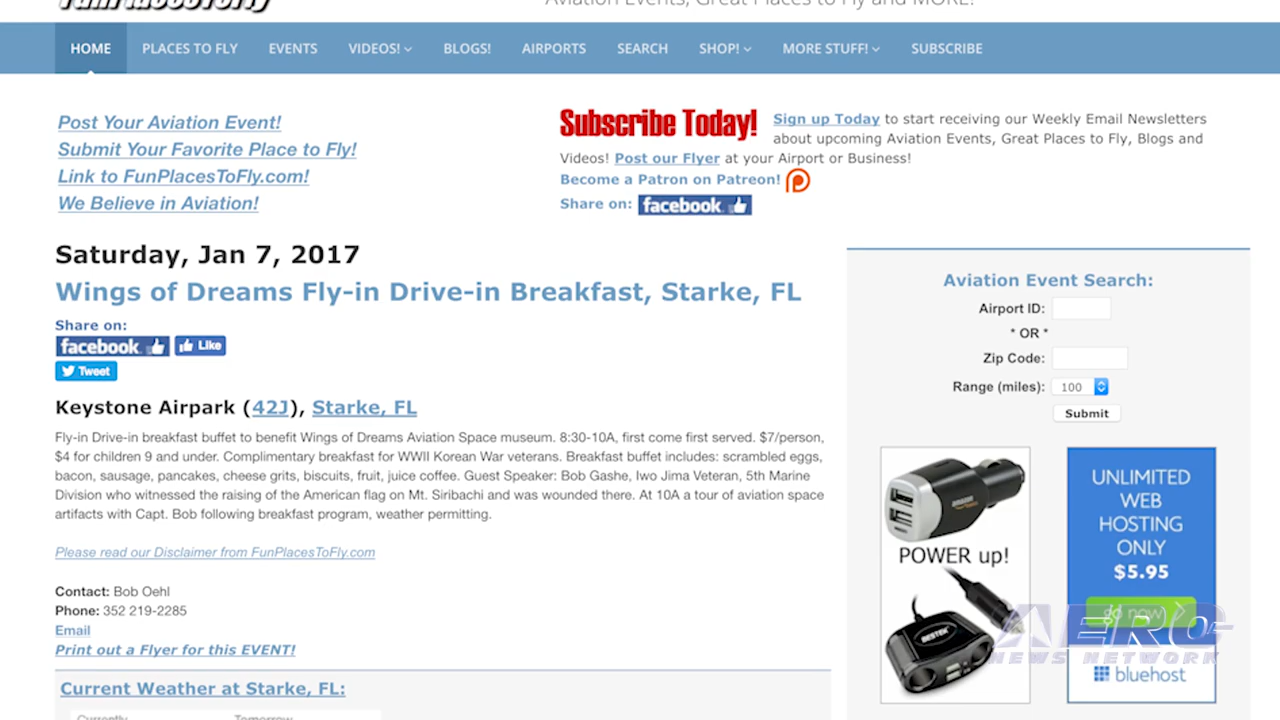 FunPlacesToFly
Aviation Events, Great Places to Fly and MORE!
HOME PLACES TO FLY EVENTS VIDEOS! BLOGS! AIRPORTS SEARCH SHOP! MORE STUFF! SUBSCRIBE
Post Your Aviation Event!
Submit Your Favorite Place to Fly!
Link to FunPlacesToFly.com!
We Believe in Aviation!
Subscribe Today! Sign up Today to start receiving our Weekly Email Newsletters
about upcoming Aviation Events, Great Places to Fly, Blogs and
Videos! Post our Flyer at your Airport or Business!
Become a Patron on Patreon!
Share on: facebook
Saturday, Jan 7, 2017
Wings of Dreams Fly-in Drive-in Breakfast, Starke, FL
Share on:
facebook Like
Tweet
Keystone Airpark (42J), Starke, FL
Fly-in Drive-in breakfast buffet to benefit Wings of Dreams Aviation Space museum. 8:30-10A, first come first served. $7/person,
$4 for children 9 and under. Complimentary breakfast for WWII Korean War veterans. Breakfast buffet includes: scrambled eggs,
bacon, sausage, pancakes, cheese grits, biscuits, fruit, juice coffee. Guest Speaker: Bob Gashe, Iwo Jima Veteran, 5th Marine
Division who witnessed the raising of the American flag on Mt. Siribachi and was wounded there. At 10A a tour of aviation space
artifacts with Capt. Bob following breakfast program, weather permitting.
Please read our Disclaimer from FunPlacesToFly.com
Contact: Bob Oehl
Phone: 352 219-2285
Email
Print out a Flyer for this EVENT!
Current Weather at Starke, FL:
Currently Tomorrow
Aviation Event Search:
Airport ID:
* OR *
Zip Code:
Range (miles): 100
Submit
amazon
POWER up!
BESTEK
UNLIMITED
WEB
HOSTING
ONLY
$5.95
go now
bluehost
AERO
NEWS NETWORK